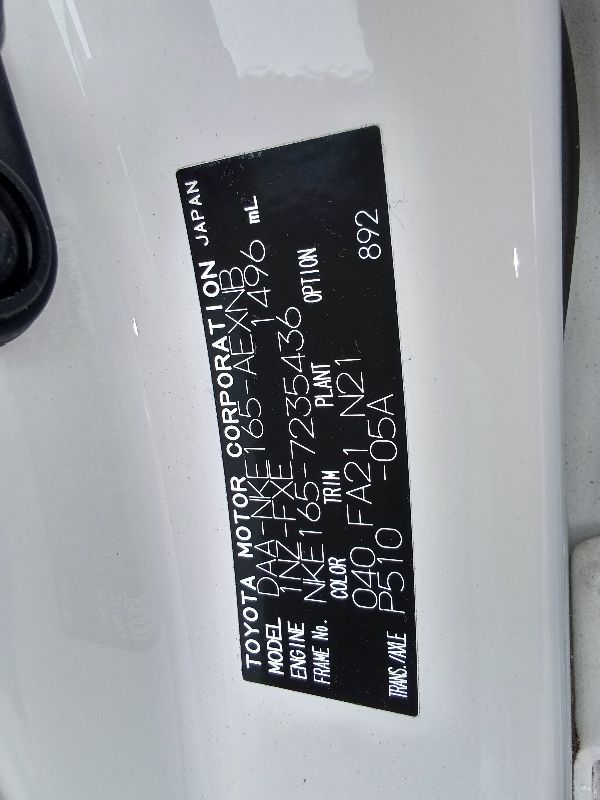 TOYOTA MOTOR CORPORATION JAPAN
MODEL DAA-NKE165-AEXNB
ENGINE 1NZ-FXE 1496 mL
FRAME No. NKE165-7235436
COLOR TRIM PLANT OPTION
040 FA21 N21 892
TRANS./AXLE P510 -05A